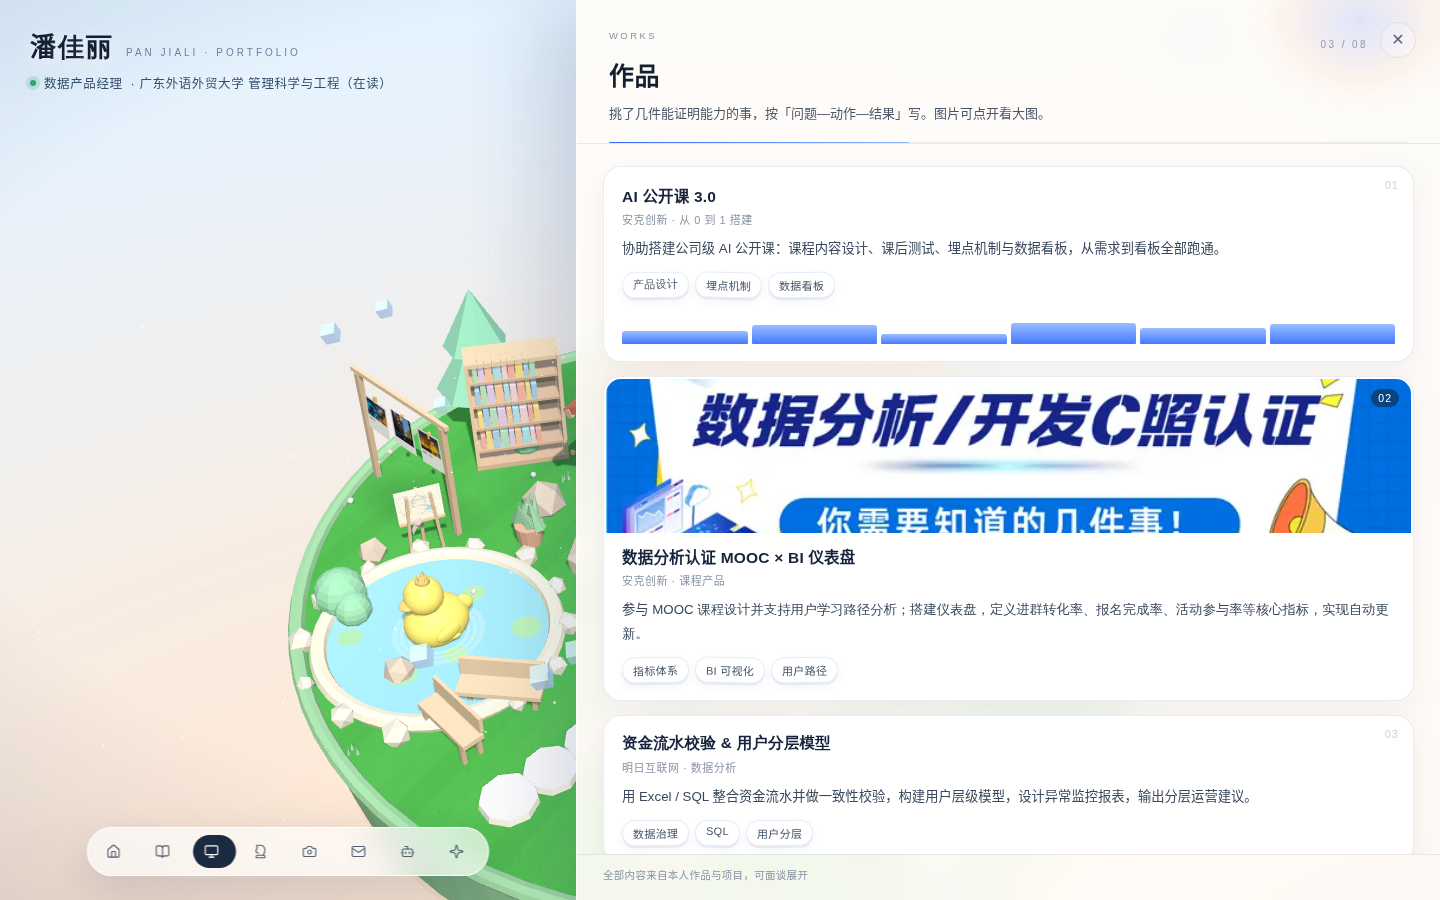 潘佳丽 PAN JIALI · PORTFOLIO
数据产品经理 · 广东外语外贸大学 管理科学与工程（在读）
WORKS
03 / 08
作品
挑了几件能证明能力的事，按「问题—动作—结果」写。图片可点开看大图。
AI 公开课 3.0
01
安克创新 · 从 0 到 1 搭建
协助搭建公司级 AI 公开课：课程内容设计、课后测试、埋点机制与数据看板，从需求到看板全部跑通。
产品设计 埋点机制 数据看板
数据分析/开发C照认证
02
你需要知道的几件事！
数据分析认证 MOOC × BI 仪表盘
安克创新 · 课程产品
参与 MOOC 课程设计并支持用户学习路径分析；搭建仪表盘，定义进群转化率、报名完成率、活动参与率等核心指标，实现自动更
新。
指标体系 BI 可视化 用户路径
资金流水校验 & 用户分层模型
03
明日互联网 · 数据分析
用 Excel / SQL 整合资金流水并做一致性校验，构建用户层级模型，设计异常监控报表，输出分层运营建议。
数据治理 SQL 用户分层
全部内容来自本人作品与项目，可面谈展开